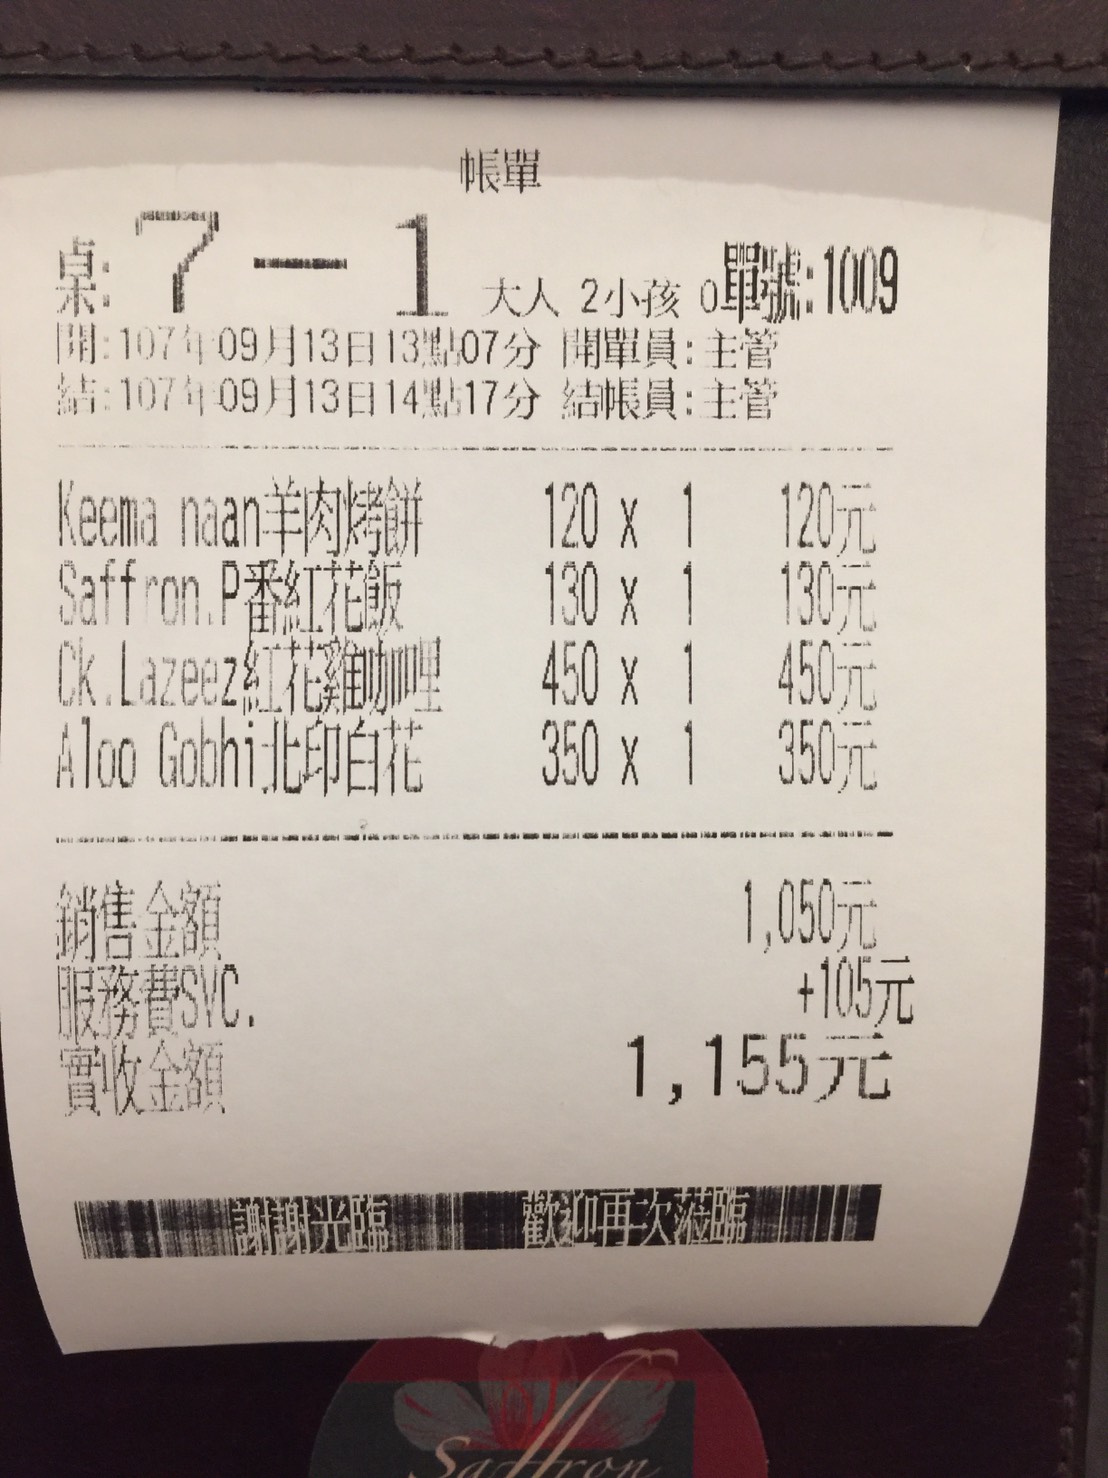 帳單
桌: 7-1 大人 2小孩 0單號:1009
開:107年09月13日13點07分 開單員:主管
結:107年09月13日14點17分 結帳員:主管
Keema naan羊肉烤餅 120 x 1 120元
Saffron.P番紅花飯 130 x 1 130元
Ck.Lazeez紅花雞咖哩 450 x 1 450元
Aloo Gobhi北印白花 350 x 1 350元
銷售金額 1,050元
服務費SVC. +105元
實收金額 1,155元
謝謝光臨 歡迎再次蒞臨
Saffron